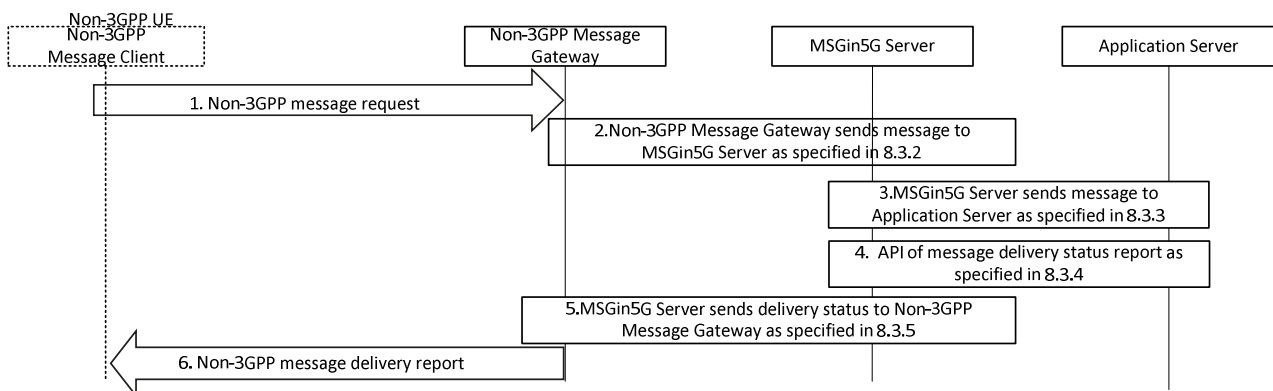 Non-3GPP UE
Non-3GPP
Message Client
Non-3GPP Message
Gateway
MSGin5G Server
Application Server
1. Non-3GPP message request
2.Non-3GPP Message Gateway sends message to
MSGin5G Server as specified in 8.3.2
3.MSGin5G Server sends message to
Application Server as specified in 8.3.3
4. API of message delivery status report as
specified in 8.3.4
5.MSGin5G Server sends delivery status to Non-3GPP
Message Gateway as specified in 8.3.5
6. Non-3GPP message delivery report